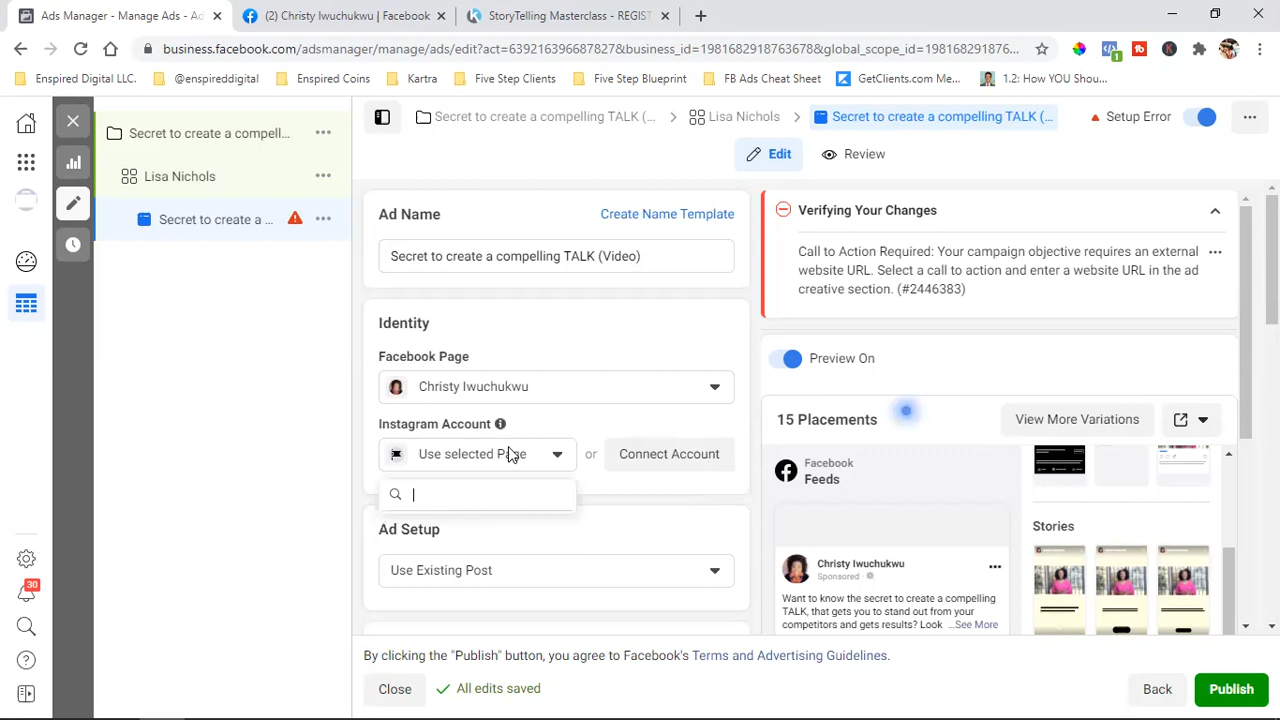 Ads Manager - Manage Ads - Ad
(2) Christy Iwuchukwu | Facebook
StoryTelling Masterclass - REGIST
business.facebook.com/adsmanager/manage/ads/edit?act=
Enspired Digital LLC.
@enspireddigital
Enspired Coins
Kartra
Five Step Clients
Five Step Blueprint
FB Ads Cheat Sheet
GetClients.com Me...
1.2: How YOU Shou...
Secret to create a compelling TALK (...
Lisa Nichols
Secret to create a compelling TALK (...
Setup Error
Edit
Review
Secret to create a compell...
Lisa Nichols
Secret to create a ...
Ad Name
Create Name Template
Secret to create a compelling TALK (Video)
Identity
Facebook Page
Christy Iwuchukwu
Instagram Account
Use se
or
Connect Account
Ad Setup
Use Existing Post
Verifying Your Changes
Call to Action Required: Your campaign objective requires an external
website URL. Select a call to action and enter a website URL in the ad
creative section. (#2446383)
Preview On
15 Placements
View More Variations
Facebook
Feeds
Christy Iwuchukwu
Sponsored ·
Want to know the secret to create a compelling
TALK, that gets you to stand out from your
competitors and gets results? Look ...See More
Stories
30
By clicking the "Publish" button, you agree to Facebook's Terms and Advertising Guidelines.
Close
All edits
Back
Publish